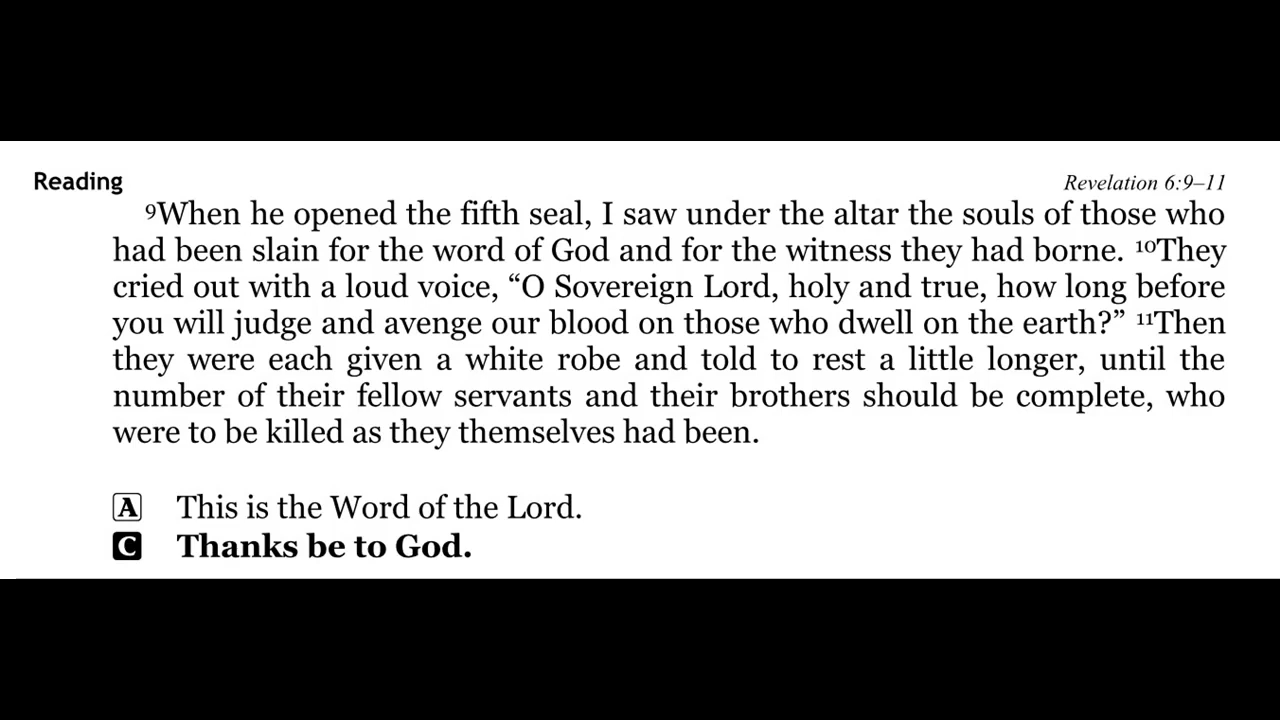 Reading Revelation 6:9–11
⁹When he opened the fifth seal, I saw under the altar the souls of those who
had been slain for the word of God and for the witness they had borne. ¹⁰They
cried out with a loud voice, “O Sovereign Lord, holy and true, how long before
you will judge and avenge our blood on those who dwell on the earth?” ¹¹Then
they were each given a white robe and told to rest a little longer, until the
number of their fellow servants and their brothers should be complete, who
were to be killed as they themselves had been.
A This is the Word of the Lord.
C Thanks be to God.